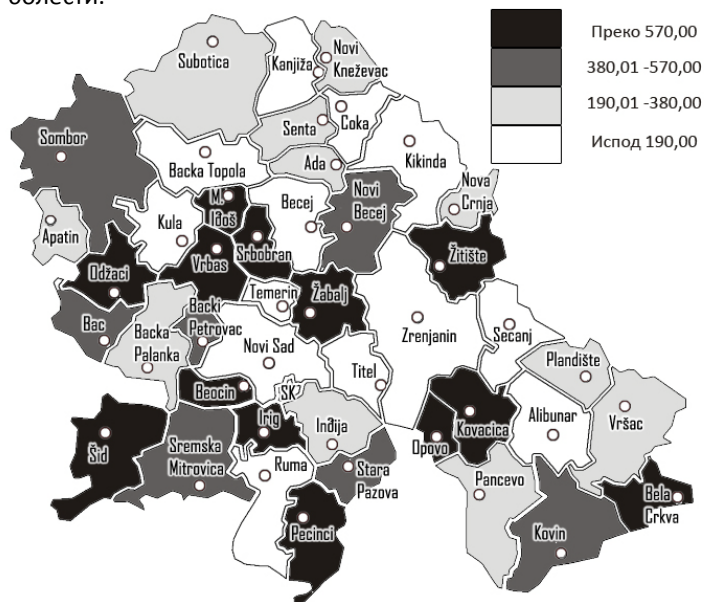 области.
Преко 570,00
380,01 -570,00
190,01 -380,00
Испод 190,00
Subotica
Kanjiža
Novi
Kneževac
Sombor
Senta
Coka
Backa Topola
Ada
Kikinda
Apatin
Kula
M.
Iđoš
Becej
Novi
Becej
Nova
Crnja
Odžaci
Vrbas
Srbobran
Žitište
Bac
Backa
Palanka
Backi
Petrovac
Temerin
Žabalj
Zrenjanin
Secanj
Novi Sad
Titel
Plandište
Beocin
SK
Šid
Sremska
Mitrovica
Irig
Inđija
Opovo
Kovacica
Alibunar
Vršac
Ruma
Stara
Pazova
Pancevo
Pecinci
Kovin
Bela
Crkva